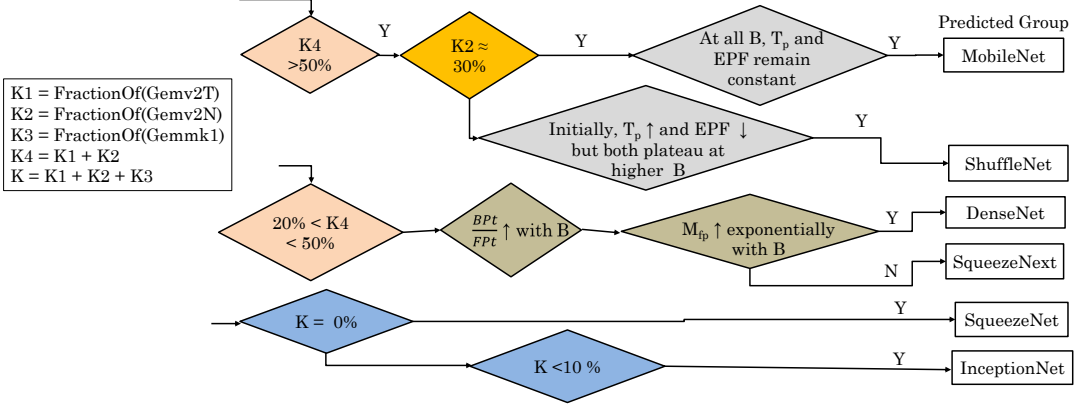 Predicted Group
K4
>50%
Y
K2 ≈
30%
Y
At all B, Tp and
EPF remain
constant
Y
MobileNet
K1 = FractionOf(Gemv2T)
K2 = FractionOf(Gemv2N)
K3 = FractionOf(Gemmk1)
K4 = K1 + K2
K = K1 + K2 + K3
Initially, Tp ↑ and EPF ↓
but both plateau at
higher B
Y
ShuffleNet
20% < K4
< 50%
BPt
FPt
↑ with B
Mfp ↑ exponentially
with B
Y
DenseNet
N
SqueezeNext
K = 0%
Y
SqueezeNet
K <10 %
Y
InceptionNet